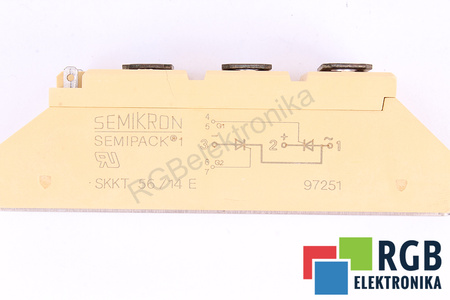 SEMIKRON
SEMIPACK® 1
SKKT 56/14 E
4
5 G1
2 +
~ 1
6 G2
7
97251
RGBelektronika
RGB
ELEKTRONIKA